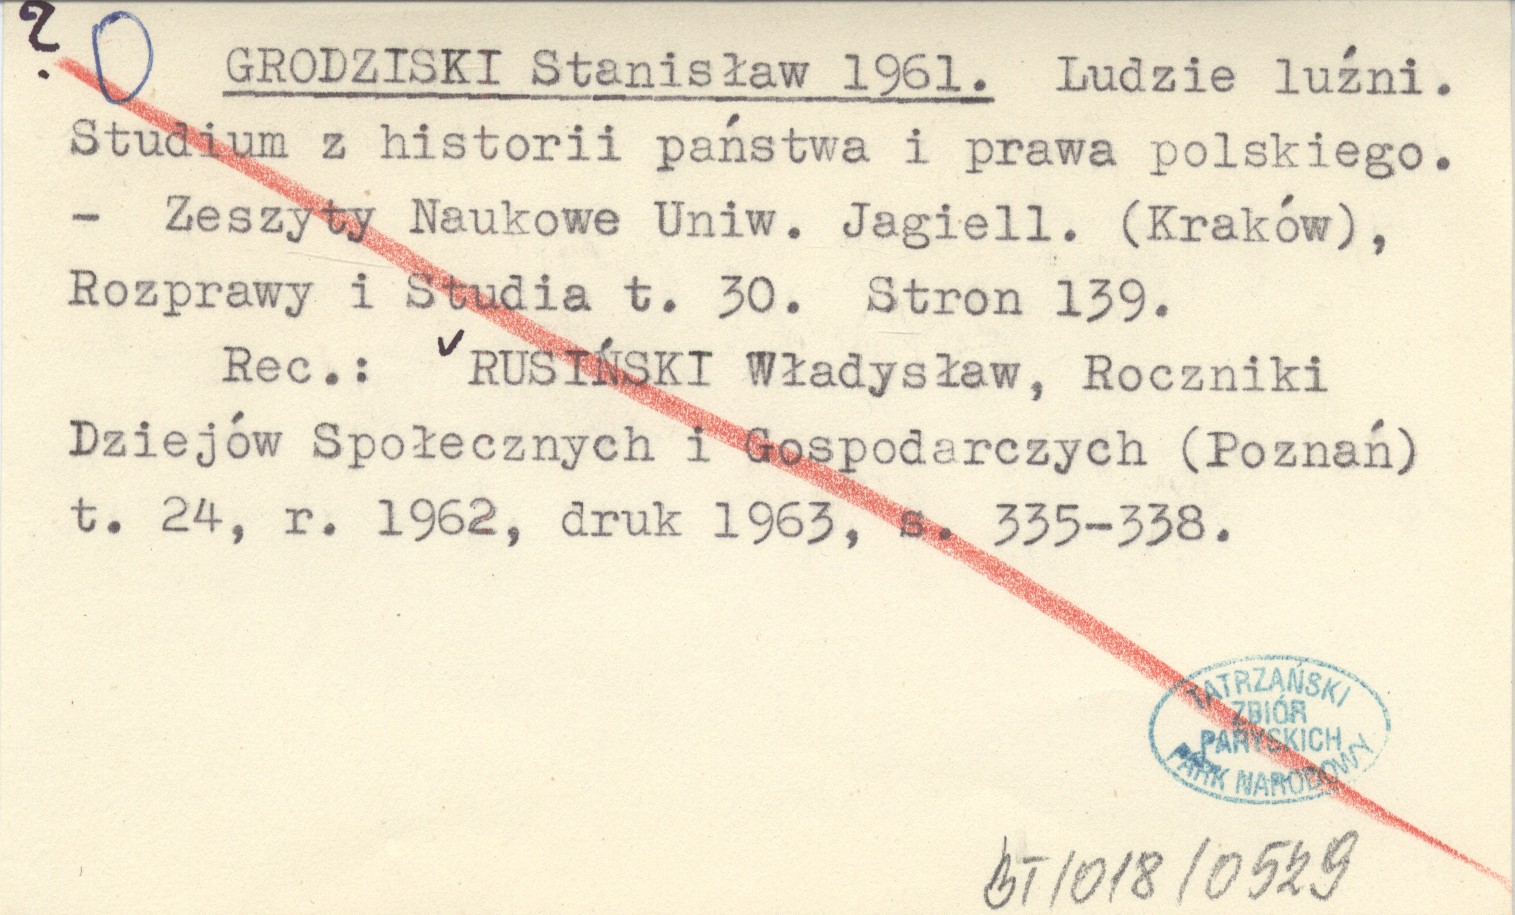 ?
GRODZISKI Stanisław 1961. Ludzie luźni.
Studium z historii państwa i prawa polskiego.
- Zeszyty Naukowe Uniw. Jagiell. (Kraków),
Rozprawy i Studia t. 30. Stron 139.
Rec.: RUSIŃSKI Władysław, Roczniki
Dziejów Społecznych i Gospodarczych (Poznań)
t. 24, r. 1962, druk 1963, s. 335-338.
TATRZAŃSKI
ZBIÓR
PARYSKICH
PARK NARODOWY
BT/018/0529